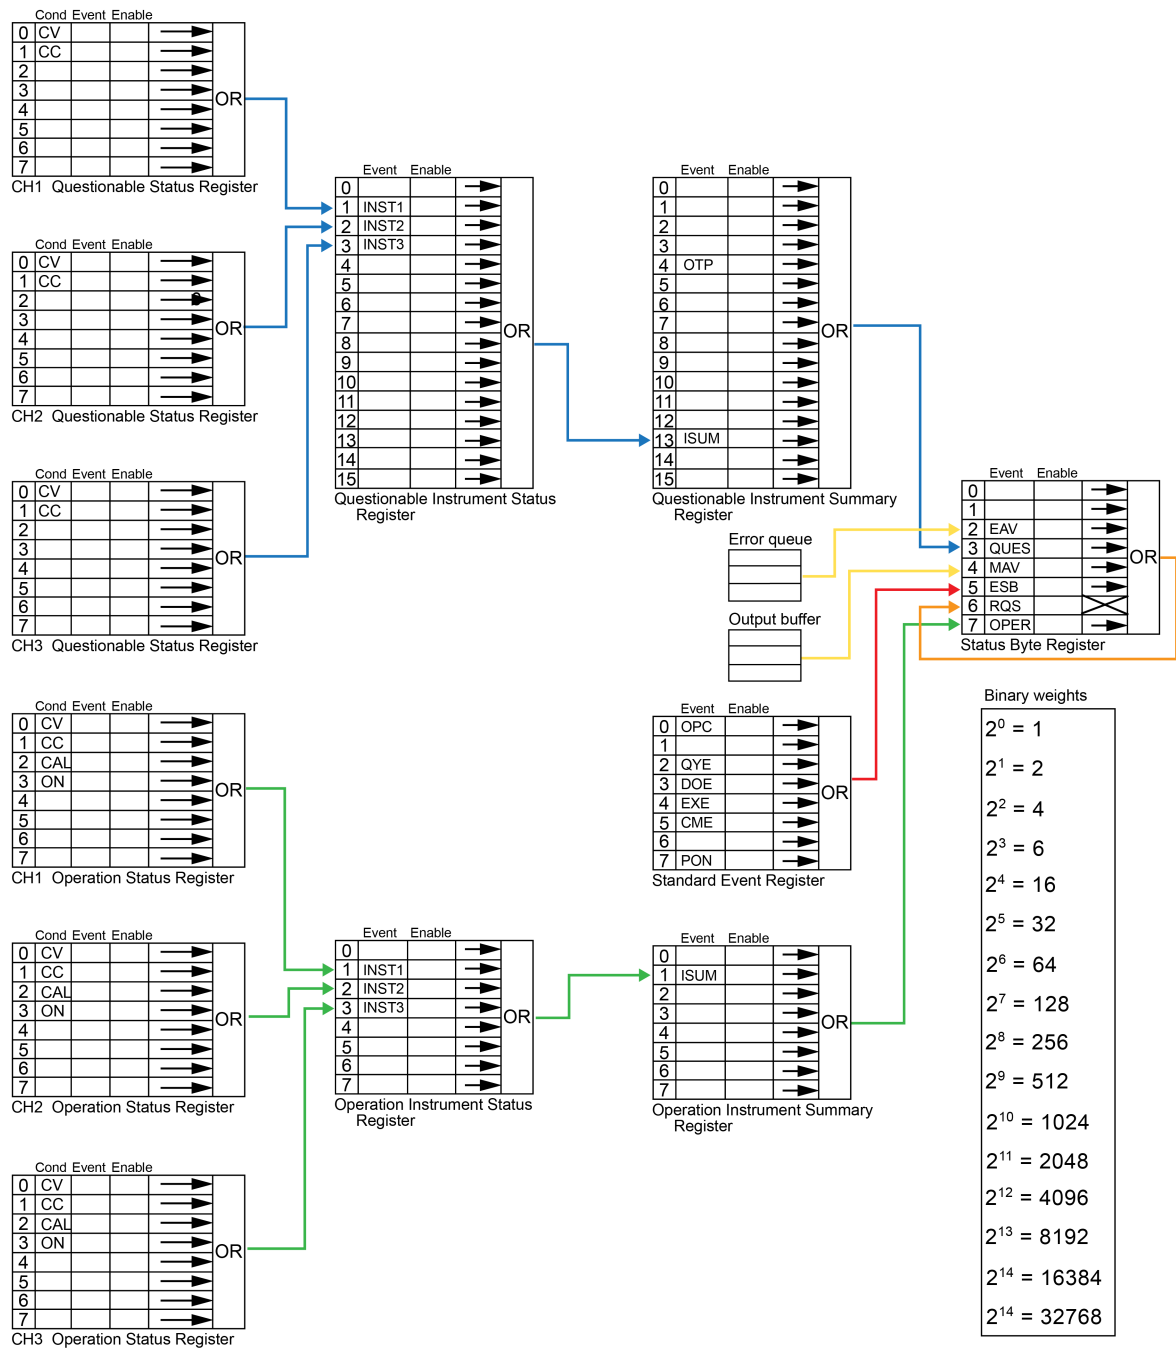 Cond Event Enable
0 CV
1 CC
2
3
4
5
6
7
OR
CH1 Questionable Status Register
Cond Event Enable
0 CV
1 CC
2
3
4
5
6
7
OR
CH2 Questionable Status Register
Cond Event Enable
0 CV
1 CC
2
3
4
5
6
7
OR
CH3 Questionable Status Register
Event Enable
0
1 INST1
2 INST2
3 INST3
4
5
6
7
8
9
10
11
12
13
14
15
OR
Questionable Instrument Status
Register
Event Enable
0
1
2
3
4 OTP
5
6
7
8
9
10
11
12
13 ISUM
14
15
OR
Questionable Instrument Summary
Register
Error queue
Output buffer
Event Enable
0
1
2 EAV
3 QUES
4 MAV
5 ESB
6 RQS
7 OPER
OR
Status Byte Register
Cond Event Enable
0 CV
1 CC
2 CAL
3 ON
4
5
6
7
OR
CH1 Operation Status Register
Cond Event Enable
0 CV
1 CC
2 CAL
3 ON
4
5
6
7
OR
CH2 Operation Status Register
Cond Event Enable
0 CV
1 CC
2 CAL
3 ON
4
5
6
7
OR
CH3 Operation Status Register
Event Enable
0
1 INST1
2 INST2
3 INST3
4
5
6
7
OR
Operation Instrument Status
Register
Event Enable
0 OPC
1
2 QYE
3 DOE
4 EXE
5 CME
6
7 PON
OR
Standard Event Register
Event Enable
0
1 ISUM
2
3
4
5
6
7
OR
Operation Instrument Summary
Register
Binary weights
2⁰ = 1
2¹ = 2
2² = 4
2³ = 6
2⁴ = 16
2⁵ = 32
2⁶ = 64
2⁷ = 128
2⁸ = 256
2⁹ = 512
2¹⁰ = 1024
2¹¹ = 2048
2¹² = 4096
2¹³ = 8192
2¹⁴ = 16384
2¹⁴ = 32768